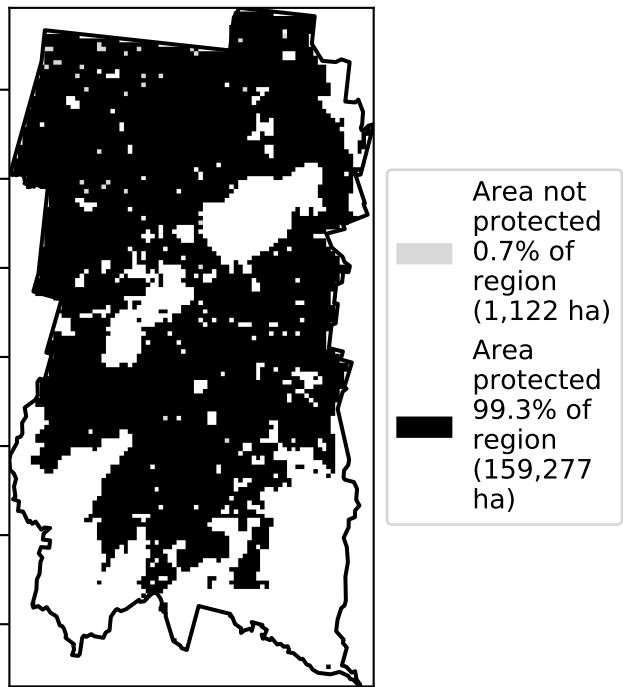 Area not
protected
0.7% of
region
(1,122 ha)
Area
protected
99.3% of
region
(159,277
ha)